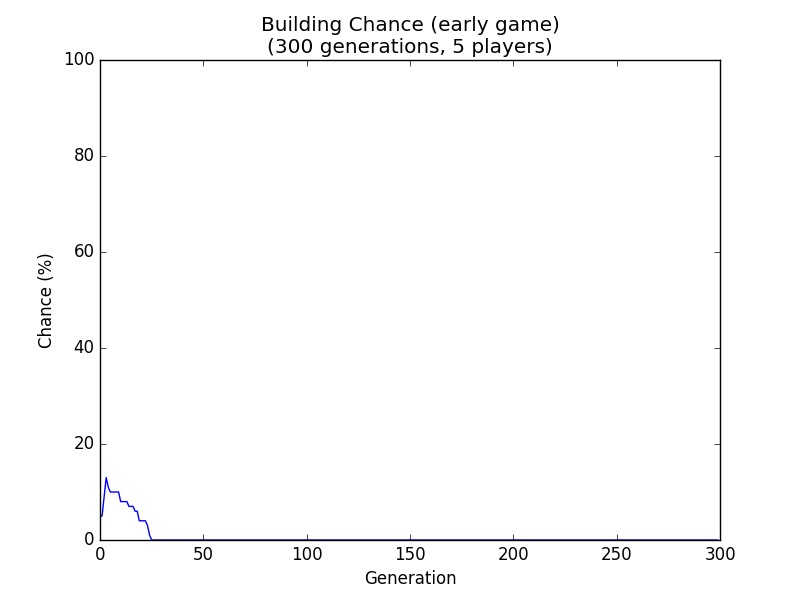 Building Chance (early game)
(300 generations, 5 players)
100
80
60
40
20
0
Chance (%)
0 50 100 150 200 250 300
Generation